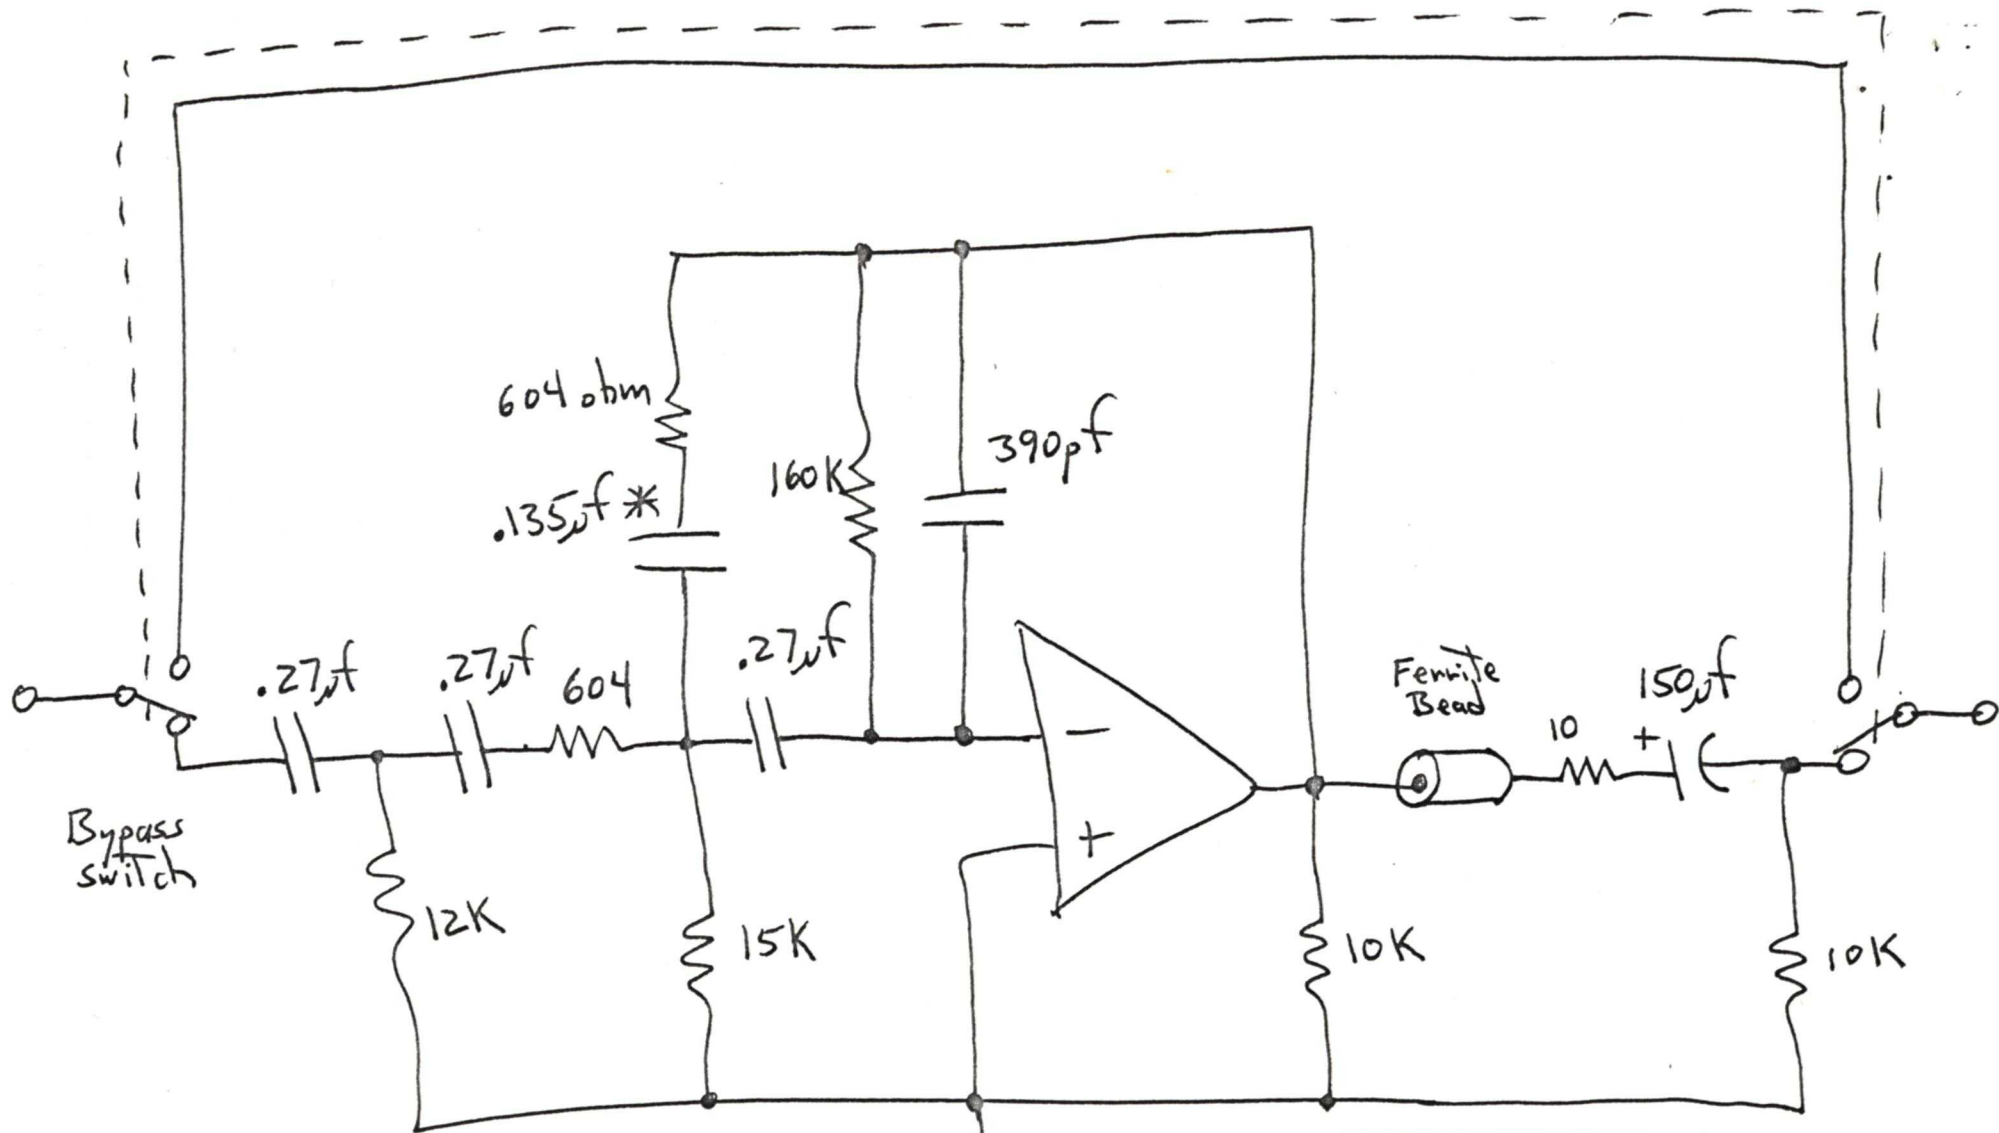 604 ohm
.135µf *
160K
390pf
.27µf
.27µf
604
.27µf
−
+
Ferrite
Bead
10
+
150µf
Bypass
switch
12K
15K
10K
10K